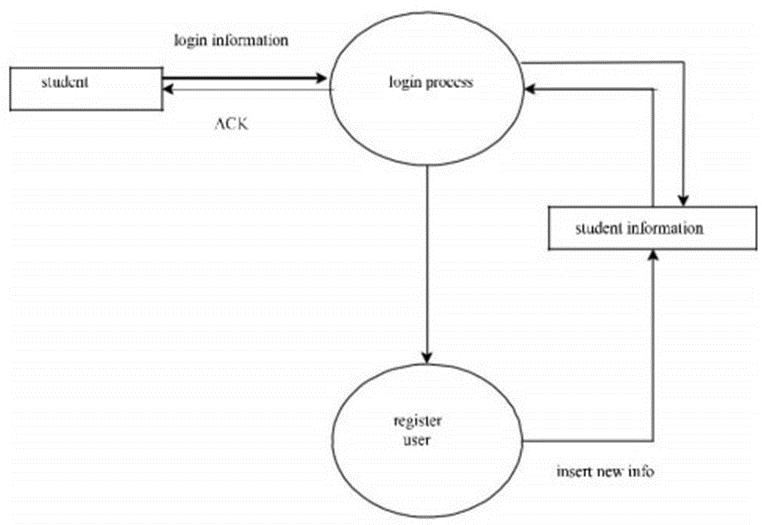 login information
student
login process
ACK
student information
register
user
insert new info